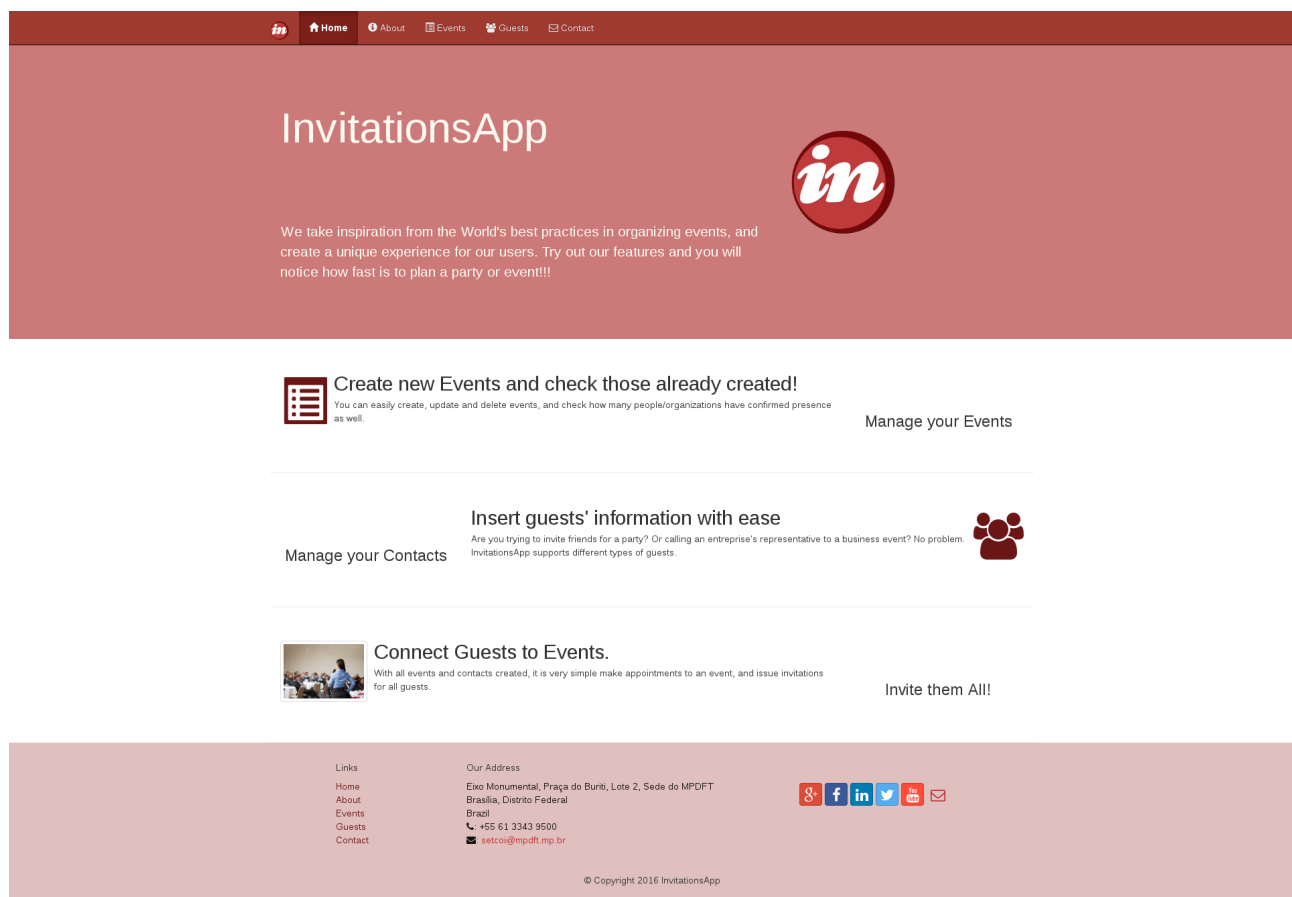 in Home About Events Guests Contact
InvitationsApp
in
We take inspiration from the World's best practices in organizing events, and
create a unique experience for our users. Try out our features and you will
notice how fast is to plan a party or event!!!
Create new Events and check those already created!
You can easily create, update and delete events, and check how many people/organizations have confirmed presence
as well.
Manage your Events
Insert guests' information with ease
Are you trying to invite friends for a party? Or calling an entreprise's representative to a business event? No problem.
InvitationsApp supports different types of guests.
Manage your Contacts
Connect Guests to Events.
With all events and contacts created, it is very simple make appointments to an event, and issue invitations
for all guests.
Invite them All!
Links
Home
About
Events
Guests
Contact
Our Address
Eixo Monumental, Praça do Buriti, Lote 2, Sede do MPDFT
Brasília, Distrito Federal
Brazil
: +55 61 3343 9500
: setcoi@mpdft.mp.br
g+ f in You Tube
© Copyright 2016 InvitationsApp